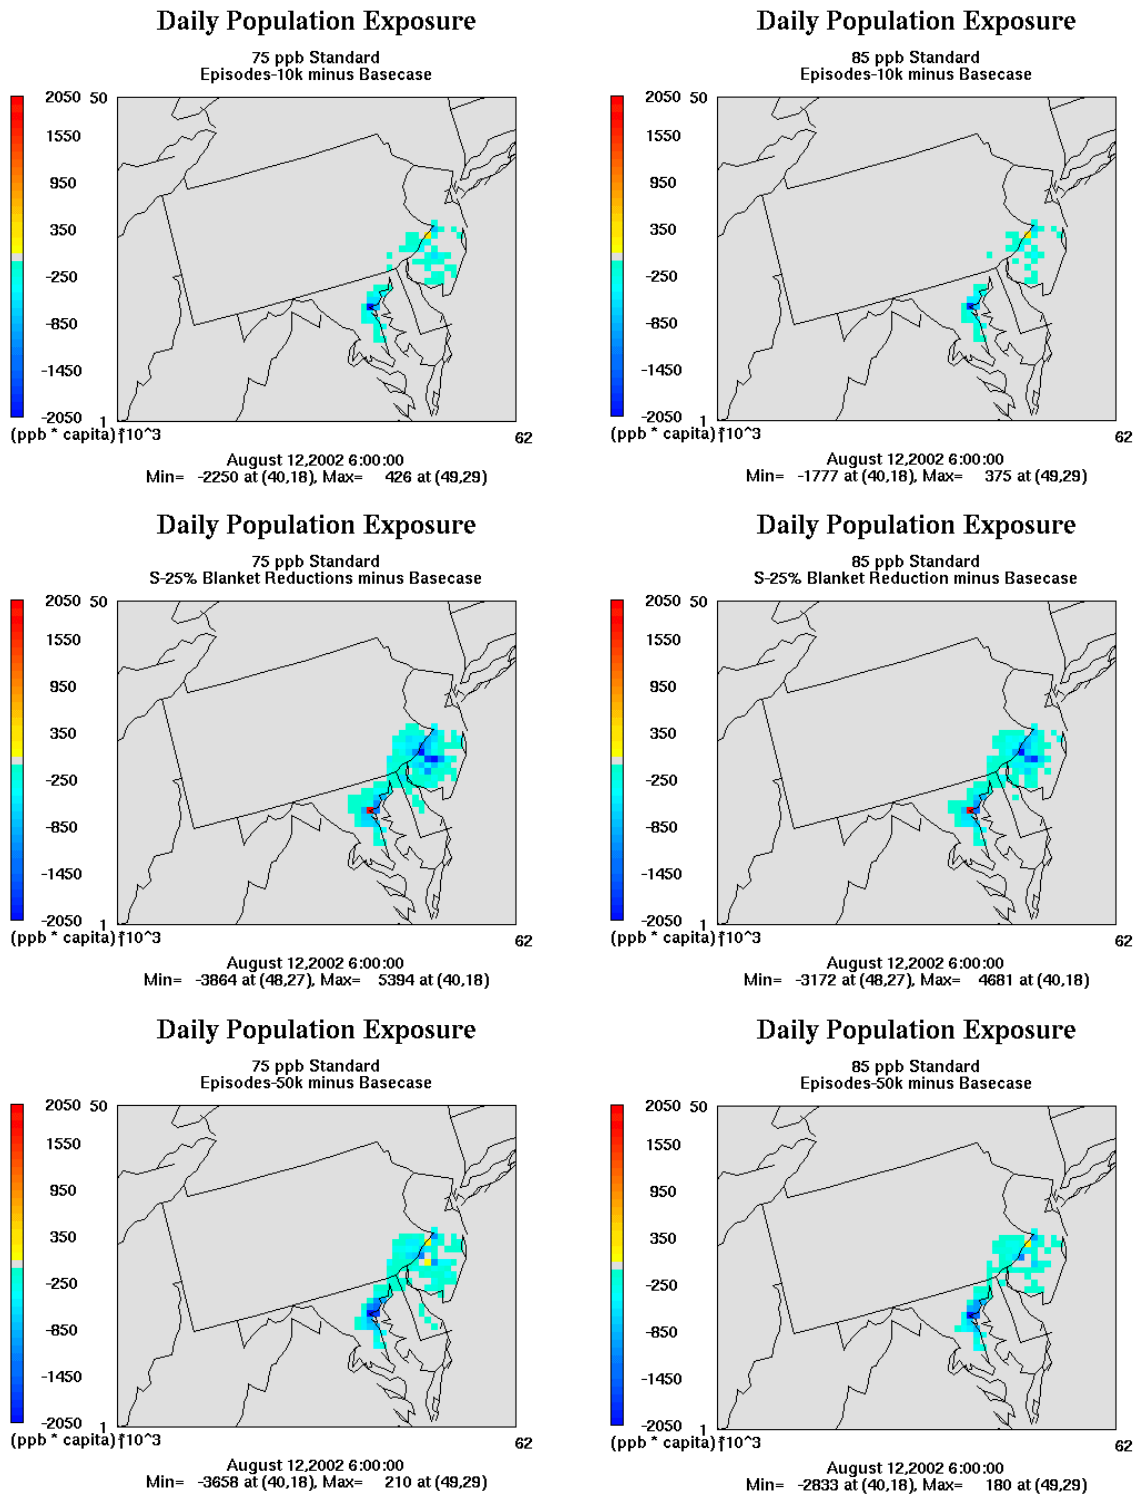 Daily Population Exposure
75 ppb Standard
Episodes-10k minus Basecase
2050
1550
950
350
-250
-850
-1450
-2050
50
1
62
(ppb * capita)*10^3
August 12,2002 6:00:00
Min= -2250 at (40,18), Max= 426 at (49,29)
Daily Population Exposure
85 ppb Standard
Episodes-10k minus Basecase
2050
1550
950
350
-250
-850
-1450
-2050
50
1
62
(ppb * capita)*10^3
August 12,2002 6:00:00
Min= -1777 at (40,18), Max= 375 at (49,29)
Daily Population Exposure
75 ppb Standard
S-25% Blanket Reductions minus Basecase
2050
1550
950
350
-250
-850
-1450
-2050
50
1
62
(ppb * capita)*10^3
August 12,2002 6:00:00
Min= -3864 at (48,27), Max= 5394 at (40,18)
Daily Population Exposure
85 ppb Standard
S-25% Blanket Reduction minus Basecase
2050
1550
950
350
-250
-850
-1450
-2050
50
1
62
(ppb * capita)*10^3
August 12,2002 6:00:00
Min= -3172 at (48,27), Max= 4681 at (40,18)
Daily Population Exposure
75 ppb Standard
Episodes-50k minus Basecase
2050
1550
950
350
-250
-850
-1450
-2050
50
1
62
(ppb * capita)*10^3
August 12,2002 6:00:00
Min= -3658 at (40,18), Max= 210 at (49,29)
Daily Population Exposure
85 ppb Standard
Episodes-50k minus Basecase
2050
1550
950
350
-250
-850
-1450
-2050
50
1
62
(ppb * capita)*10^3
August 12,2002 6:00:00
Min= -2833 at (40,18), Max= 180 at (49,29)